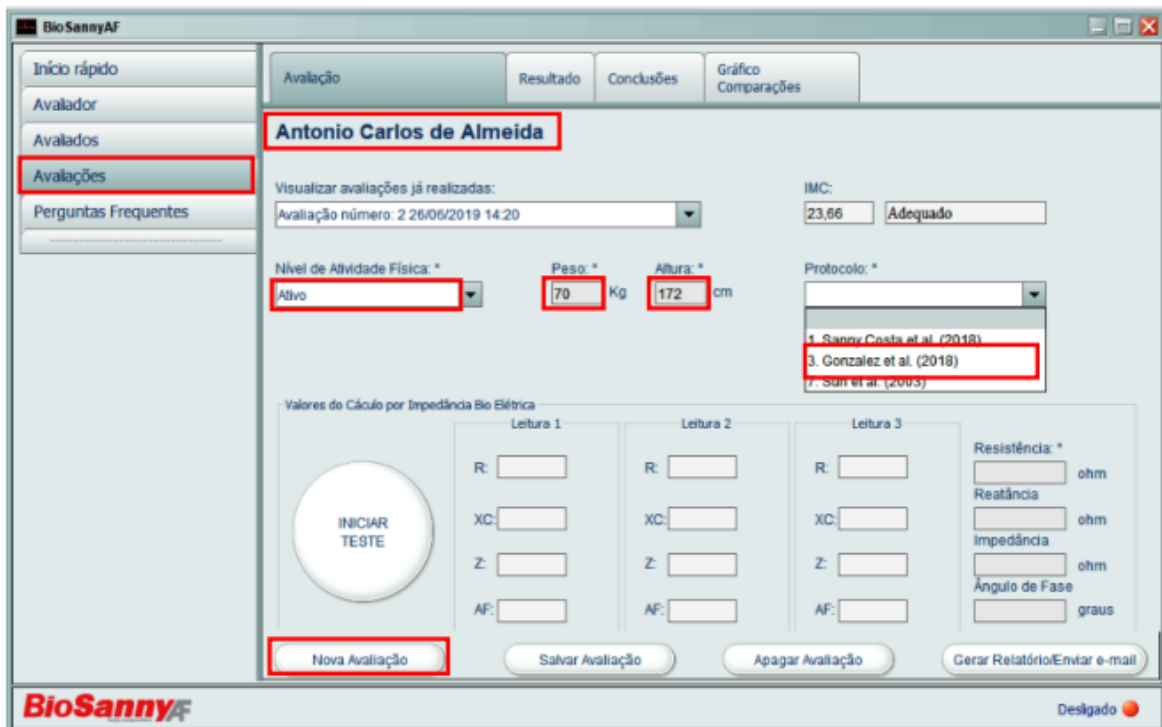 BioSannyAF
Início rápido
Avaliador
Avaliados
Avaliações
Perguntas Frequentes
Avaliação
Resultado
Conclusões
Gráfico
Comparações
Antonio Carlos de Almeida
Visualizar avaliações já realizadas:
Avaliação número: 2 26/06/2019 14:20
IMC:
23,66
Adequado
Nível de Atividade Física: *
Ativo
Peso: *
70 Kg
Altura: *
172 cm
Protocolo: *
1. Sanny Costa et al. (2018)
3. Gonzalez et al. (2018)
7. Sun et al. (2003)
Valores do Cáculo por Impedância Bio Elétrica
INICIAR
TESTE
Leitura 1
R:
XC:
Z:
AF:
Leitura 2
R:
XC:
Z:
AF:
Leitura 3
R:
XC:
Z:
AF:
Resistência: *
ohm
Reatância
ohm
Impedância
ohm
Ângulo de Fase
graus
Nova Avaliação
Salvar Avaliação
Apagar Avaliação
Gerar Relatório/Enviar e-mail
BioSannyAF
Desligado